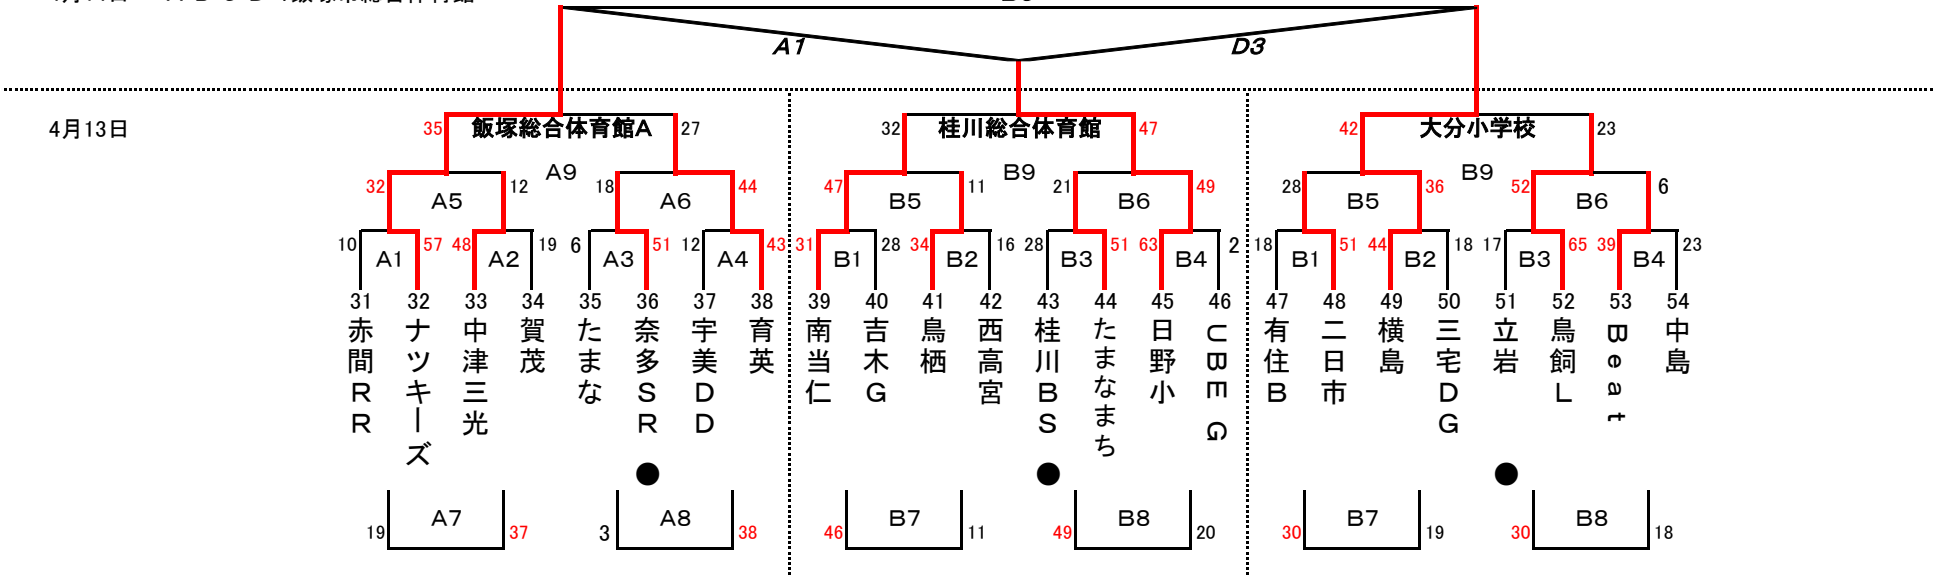 A1
D3
4月13日
35
飯塚総合体育館A
27
32
桂川総合体育館
47
42
大分小学校
23
A9
B9
B9
32
A5
12
18
A6
44
47
B5
11
21
B6
49
28
B5
36
52
B6
6
10
A1
57
48
A2
19
6
A3
51
12
A4
43
31
B1
28
34
B2
16
28
B3
51
63
B4
2
18
B1
51
44
B2
18
17
B3
65
39
B4
23
31
32
33
34
35
36
37
38
39
40
41
42
43
44
45
46
47
48
49
50
51
52
53
54
赤間RR
ナツキーズ
中津三光
賀茂
たまな
奈多SR
宇美DD
育英
南当仁
吉木G
鳥栖
西高宮
桂川BS
たまなまち
日野小
UBE G
有住B
二日市
横島
三宅DG
立岩
鳥飼L
Beat
中島
●
●
●
19
A7
37
3
A8
38
46
B7
11
49
B8
20
30
B7
19
30
B8
18